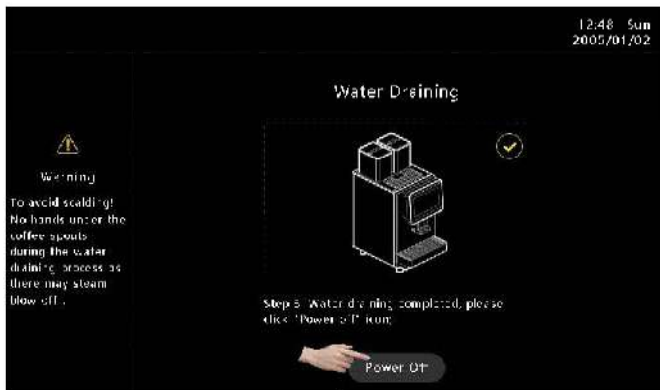 12:48 Sun
2005/01/02
Water Draining
Warning
To avoid scalding!
No hands under the
coffee spouts
during the water
draining process as
there may steam
blow off .
Water draining completed, please
click "Power off" icon;
Power Off